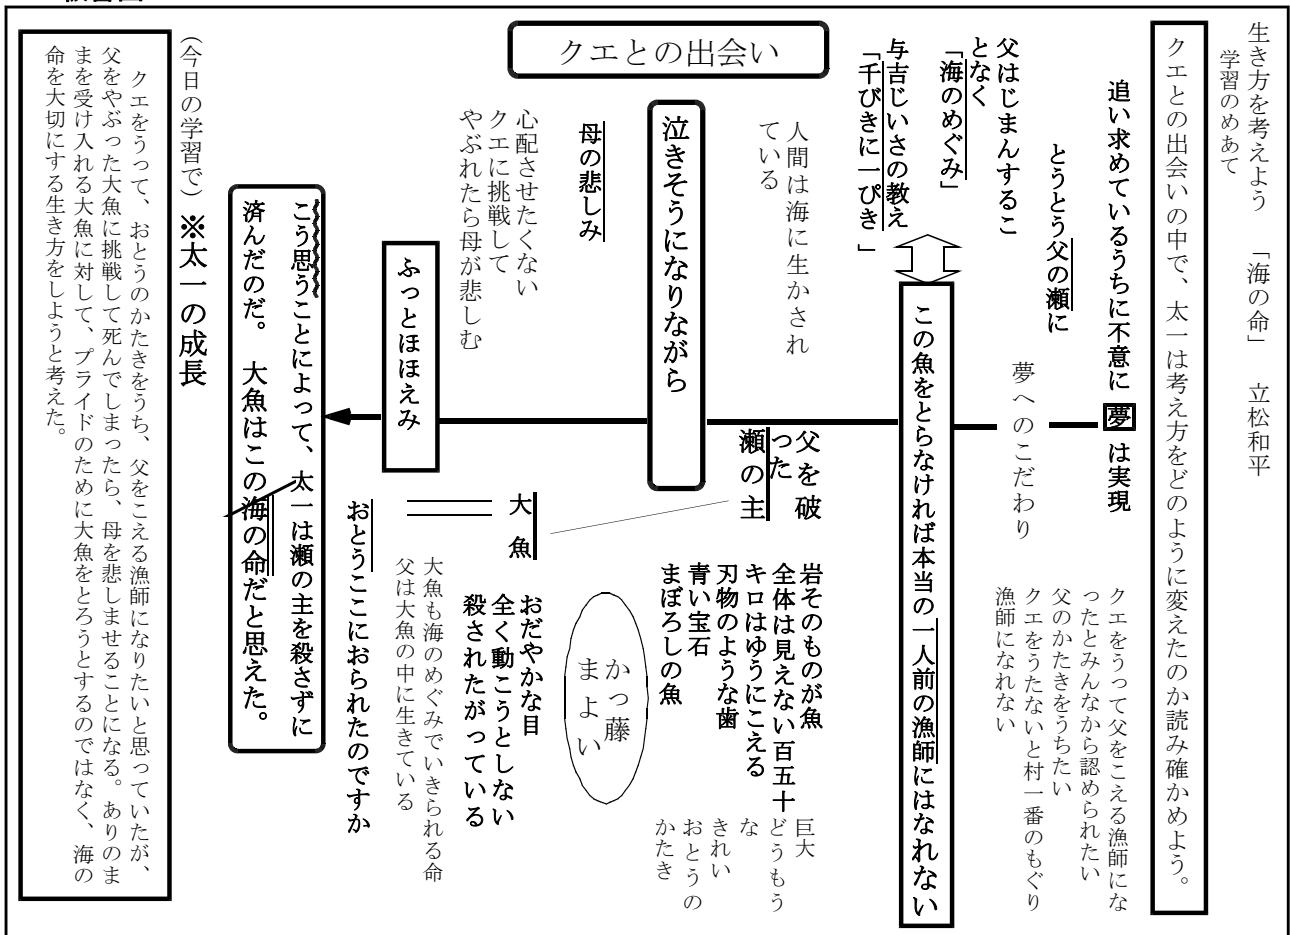 生き方を考えよう　「海の命」　立松和平
学習のめあて
クエとの出会いの中で、太一は考え方をどのように変えたのか読み確かめよう。
追い求めているうちに不意に 夢 は実現
クエをうって父をこえる漁師にな
ったとみんなから認められたい
父のかたきをうちたい
クエをうたないと村一番のもぐり
漁師になれない
とうとう父の瀬に
夢へのこだわり
父はじまんするこ
となく
「海のめぐみ」
与吉じいさの教え
「千びきに一ぴき」
この魚をとらなければ本当の一人前の漁師にはなれない
クエとの出会い
人間は海に生かされ
ている
父を破
った
瀬の主
岩そのものが魚
全体は見えない百五十
キロはゆうにこえる
刃物のような歯
青い宝石
まぼろしの魚
巨大
どうもう
な
きれい
おとうの
かたき
泣きそうになりながら
母の悲しみ
かっ藤
まよい
心配させたくない
クエに挑戦して
やぶれたら母が悲しむ
大魚
おだやかな目
全く動こうとしない
殺されたがっている
大魚も海のめぐみでいきられる命
父は大魚の中に生きている
ふっとほほえみ
おとうここにおられたのですか
こう思うことによって、太一は瀬の主を殺さずに
済んだのだ。　大魚はこの海の命だと思えた。
（今日の学習で）※太一の成長
クエをうって、おとうのかたきをうち、父をこえる漁師になりたいと思っていたが、
父をやぶった大魚に挑戦して死んでしまったら、母を悲しませることになる。ありのま
まを受け入れる大魚に対して、プライドのために大魚をとろうとするのではなく、海の
命を大切にする生き方をしようと考えた。